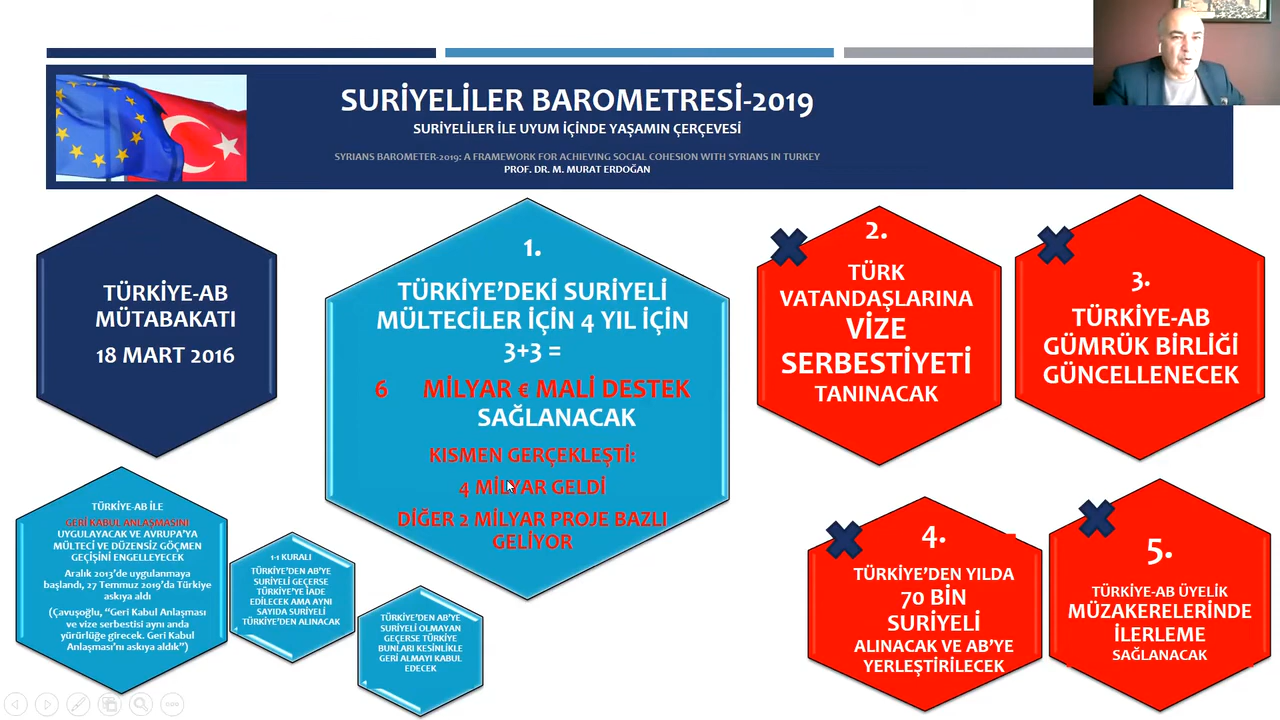 SURİYELİLER BAROMETRESİ-2019
SURİYELİLER İLE UYUM İÇİNDE YAŞAMIN ÇERÇEVESİ
SYRIANS BAROMETER-2019: A FRAMEWORK FOR ACHIEVING SOCIAL COHESION WITH SYRIANS IN TURKEY
PROF. DR. M. MURAT ERDOĞAN
TÜRKİYE-AB
MÜTABAKATI
18 MART 2016
1.
TÜRKİYE'DEKİ SURİYELİ
MÜLTECİLER İÇİN 4 YIL İÇİN
3+3 =
6 MİLYAR € MALİ DESTEK
SAĞLANACAK
KISMEN GERÇEKLEŞTİ:
4 MİLYAR GELDİ
DİĞER 2 MİLYAR PROJE BAZLI
GELİYOR
2.
TÜRK
VATANDAŞLARINA
VİZE
SERBESTİYETİ
TANINACAK
3.
TÜRKİYE-AB
GÜMRÜK BİRLİĞİ
GÜNCELLENECEK
TÜRKİYE-AB İLE
GERİ KABUL ANLAŞMASINI
UYGULAYACAK VE AVRUPA'YA
MÜLTECİ VE DÜZENSİZ GÖÇMEN
GEÇİŞİNİ ENGELLEYECEK
Aralık 2013'de uygulanmaya
başlandı, 27 Temmuz 2019'da Türkiye
askıya aldı
(Çavuşoğlu, "Geri Kabul Anlaşması
ve vize serbestisi aynı anda
yürürlüğe girecek. Geri Kabul
Anlaşması'nı askıya aldık")
1-1 KURALI
TÜRKİYE'DEN AB'YE
SURİYELİ GEÇERSE
TÜRKİYE'YE İADE
EDİLECEK AMA AYNI
SAYIDA SURİYELİ
TÜRKİYE'DEN ALINACAK
TÜRKİYE'DEN AB'YE
SURİYELİ OLMAYAN
GEÇERSE TÜRKİYE
BUNLARI KESİNLİKLE
GERİ ALMAYI KABUL
EDECEK
4.
TÜRKİYE'DEN YILDA
70 BİN
SURİYELİ
ALINACAK VE AB'YE
YERLEŞTİRİLECEK
5.
TÜRKİYE-AB ÜYELİK
MÜZAKERELERİNDE
İLERLEME
SAĞLANACAK